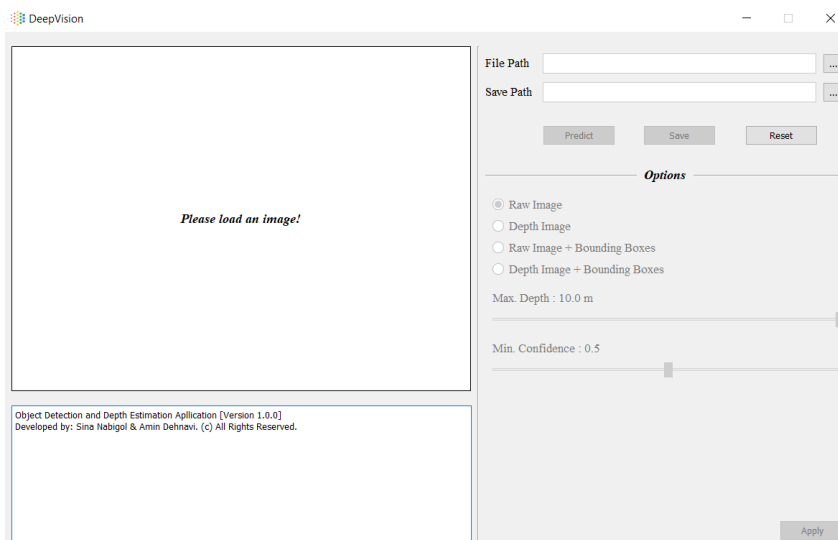 DeepVision
File Path
...
Save Path
...
Predict Save Reset
Options
Raw Image
Depth Image
Raw Image + Bounding Boxes
Depth Image + Bounding Boxes
Max. Depth : 10.0 m
Min. Confidence : 0.5
Apply
Please load an image!
Object Detection and Depth Estimation Apllication [Version 1.0.0]
Developed by: Sina Nabigol & Amin Dehnavi. (c) All Rights Reserved.